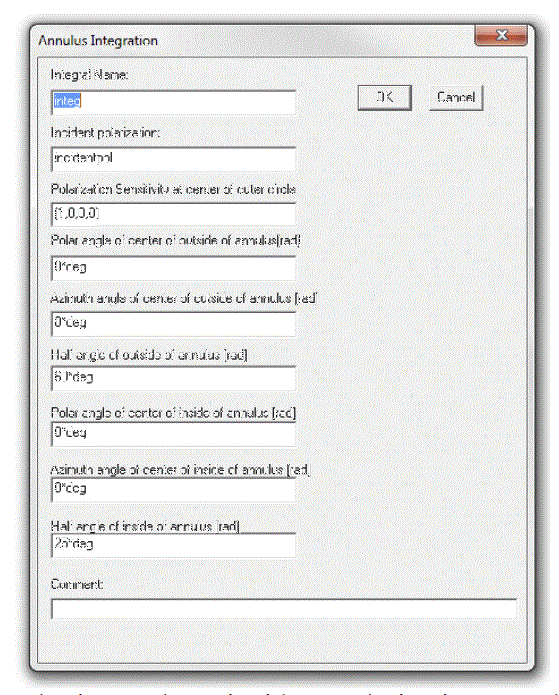 Annulus Integration
Integral Name:
OK
Cancel
integ
Incident polarization:
incidentpol
Polarization Sensitivity at center of outer circle
(1,0,0,0)
Polar angle of center of outside of annulus[rad]
0*deg
Azimuth angle of center of outside of annulus [rad]
0*deg
Half angle of outside of annulus [rad]
60*deg
Polar angle of center of inside of annulus [rad]
0*deg
Azimuth angle of center of inside of annulus [rad]
0*deg
Half angle of inside of annulus [rad]
25*deg
Comment: